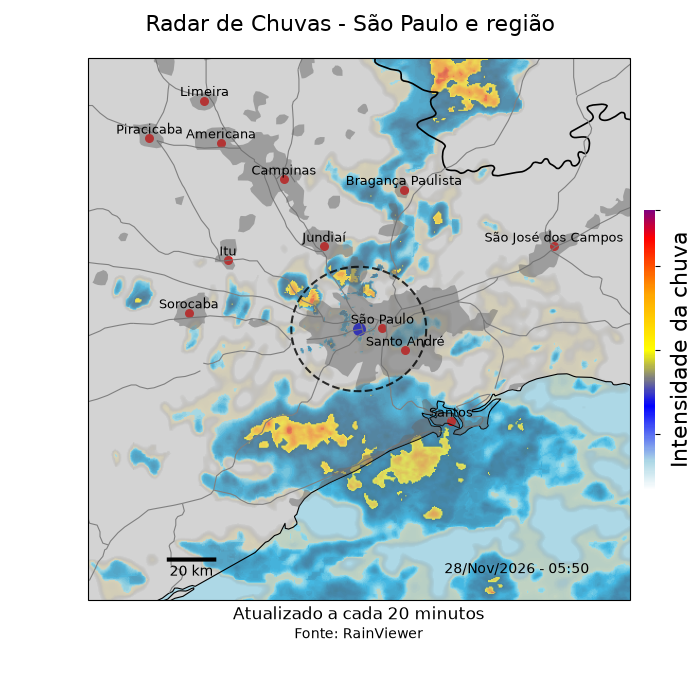 Radar de Chuvas - São Paulo e região
Limeira
Piracicaba
Americana
Campinas
Bragança Paulista
Jundiaí
São José dos Campos
Itu
Sorocaba
São Paulo
Santo André
Santos
Intensidade da chuva
28/Nov/2026 - 05:50
20 km
Atualizado a cada 20 minutos
Fonte: RainViewer